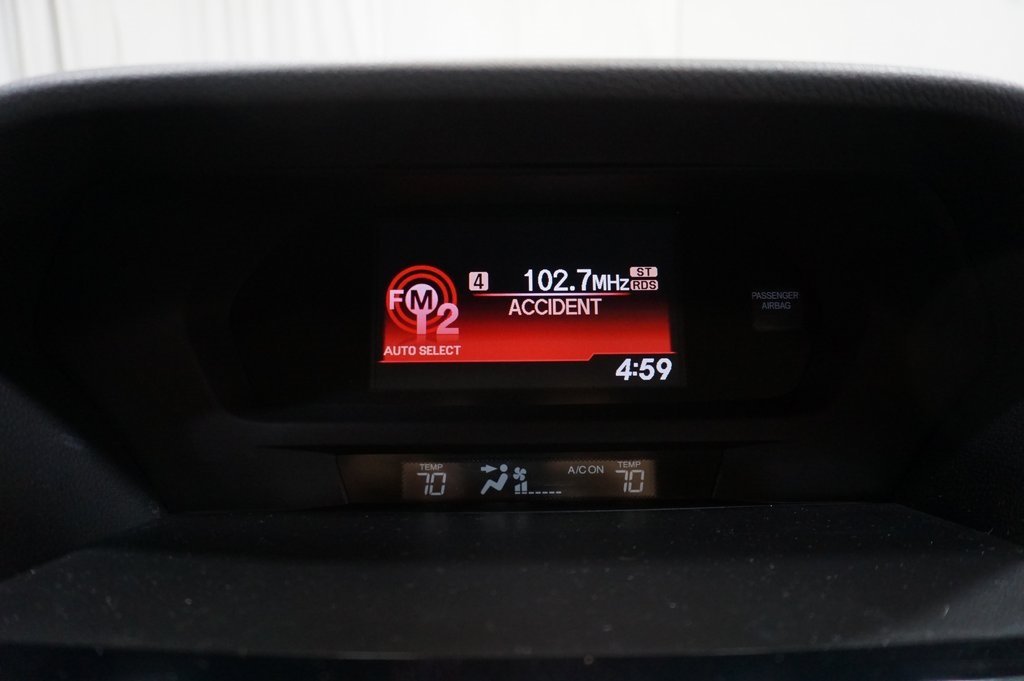 FM 2
4 102.7MHz ST
RDS
ACCIDENT
AUTO SELECT
4:59
PASSENGER
AIRBAG
TEMP
70
A/C ON
TEMP
70